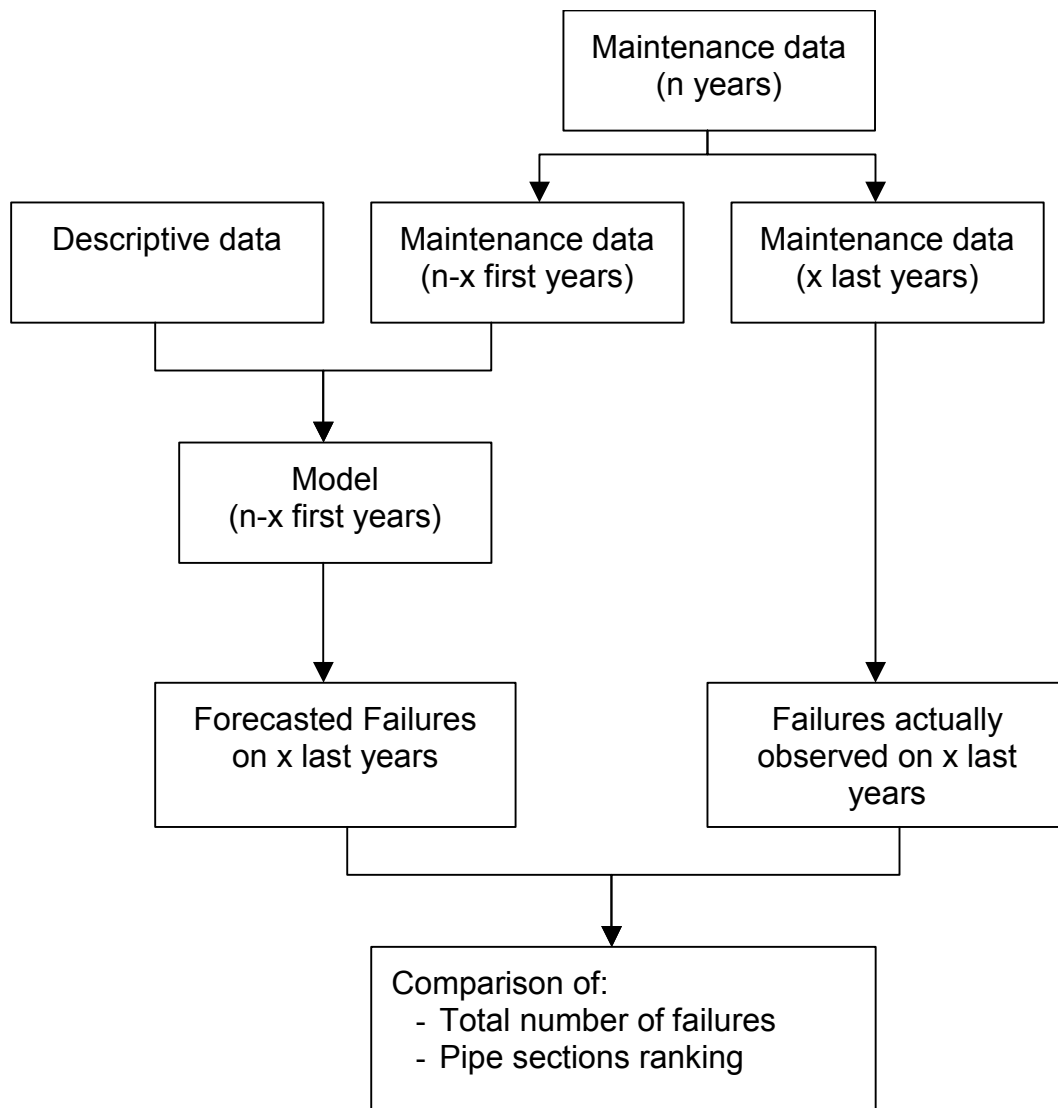 Maintenance data
(n years)
Descriptive data
Maintenance data
(n-x first years)
Maintenance data
(x last years)
Model
(n-x first years)
Forecasted Failures
on x last years
Failures actually
observed on x last
years
Comparison of:
- Total number of failures
- Pipe sections ranking